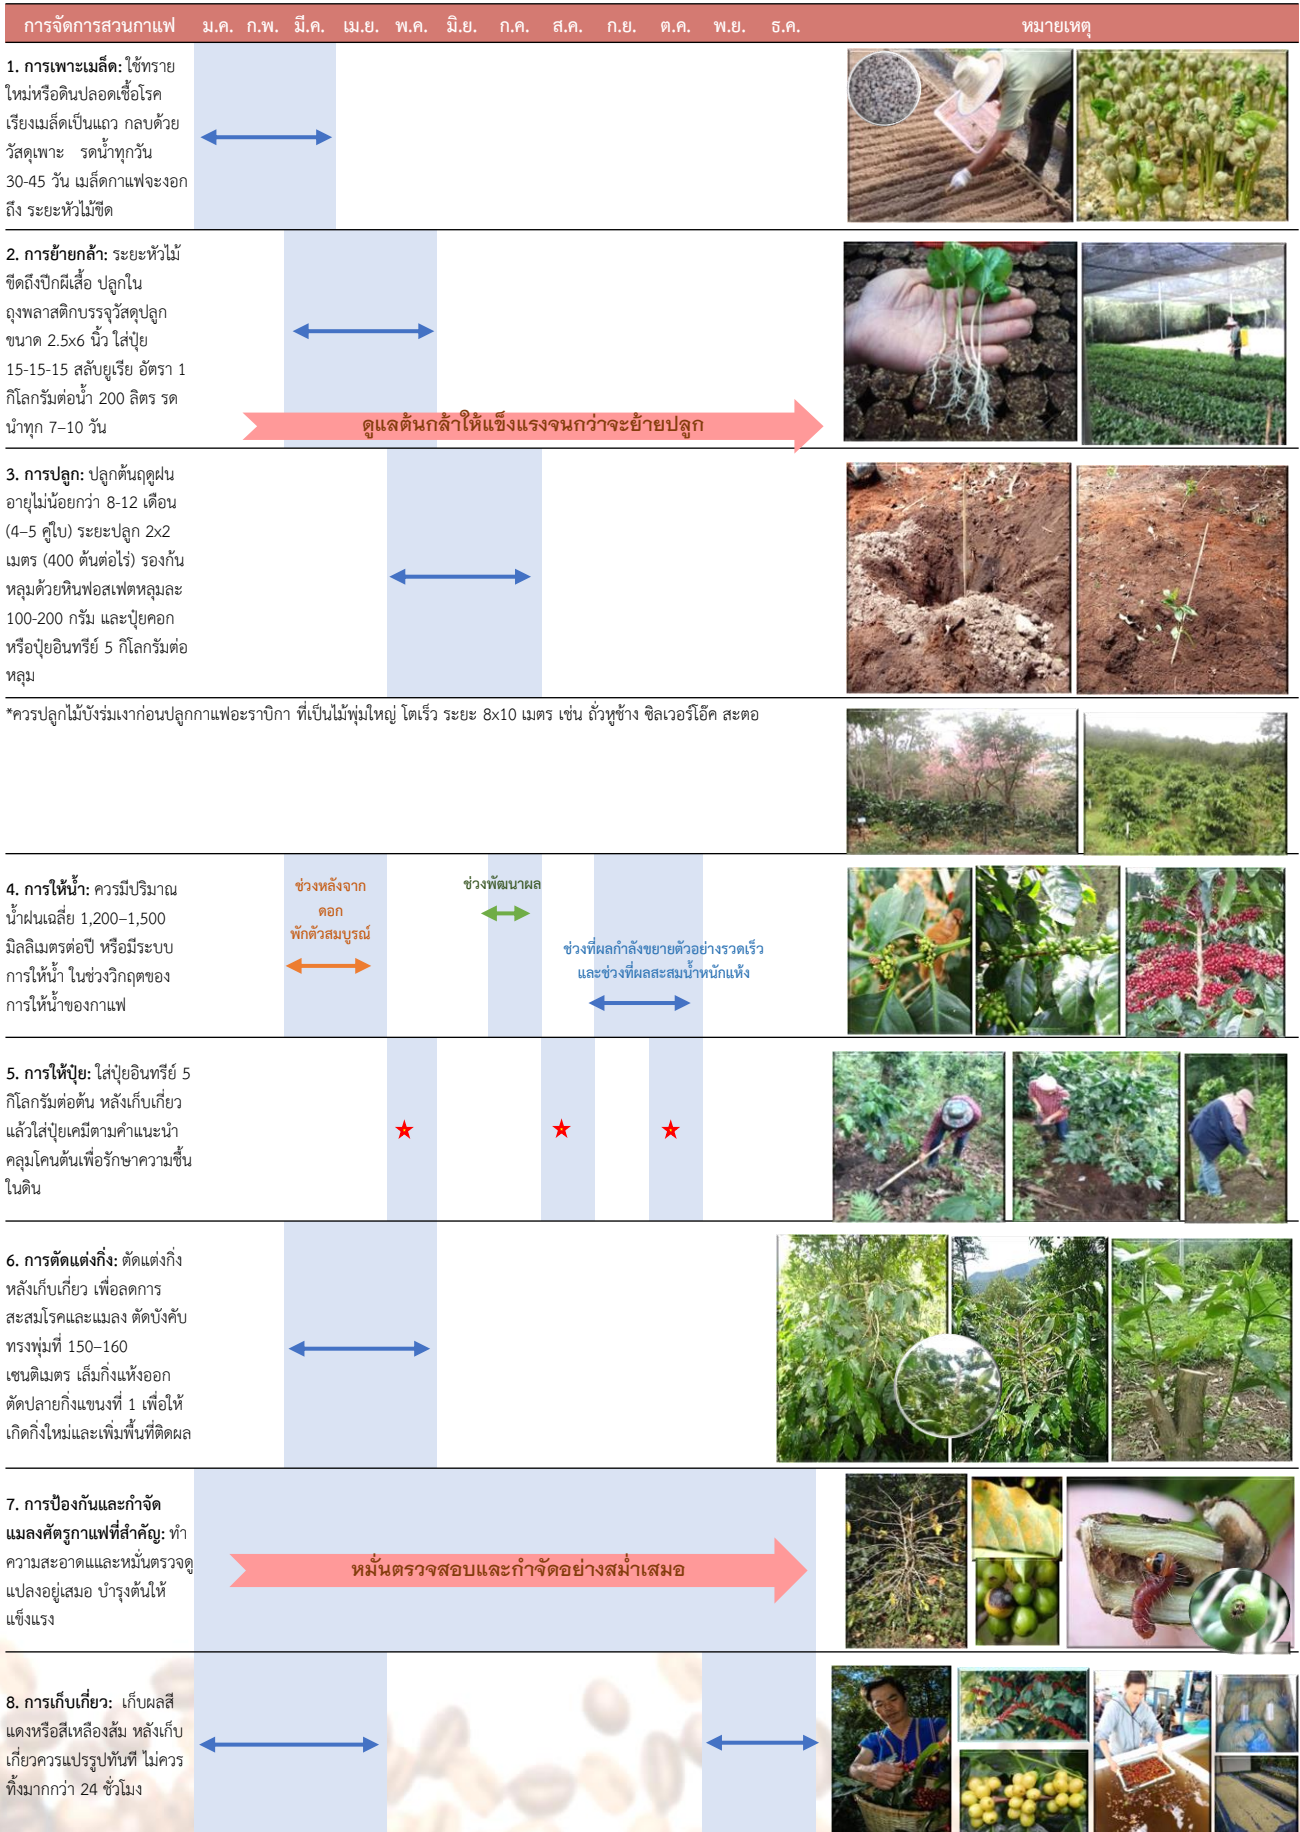 การจัดการสวนกาแฟ ม.ค. ก.พ. มี.ค. เม.ย. พ.ค. มิ.ย. ก.ค. ส.ค. ก.ย. ต.ค. พ.ย. ธ.ค. หมายเหตุ
1. การเพาะเมล็ด: ใช้ทราย
ใหม่หรือดินปลอดเชื้อโรค
เรียงเมล็ดเป็นแถว กลบด้วย
วัสดุเพาะ รดน้ำทุกวัน
30-45 วัน เมล็ดกาแฟจะงอก
ถึง ระยะหัวไม้ขีด
2. การย้ายกล้า: ระยะหัวไม้
ขีดถึงปีกผีเสื้อ ปลูกใน
ถุงพลาสติกบรรจุวัสดุปลูก
ขนาด 2.5x6 นิ้ว ใส่ปุ๋ย
15-15-15 สลับยูเรีย อัตรา 1
กิโลกรัมต่อน้ำ 200 ลิตร รด
นำทุก 7–10 วัน
ดูแลต้นกล้าให้แข็งแรงจนกว่าจะย้ายปลูก
3. การปลูก: ปลูกต้นฤดูฝน
อายุไม่น้อยกว่า 8-12 เดือน
(4–5 คู่ใบ) ระยะปลูก 2x2
เมตร (400 ต้นต่อไร่) รองก้น
หลุมด้วยหินฟอสเฟตหลุมละ
100-200 กรัม และปุ๋ยคอก
หรือปุ๋ยอินทรีย์ 5 กิโลกรัมต่อ
หลุม
*ควรปลูกไม้บังร่มเงาก่อนปลูกกาแฟอะราบิกา ที่เป็นไม้พุ่มใหญ่ โตเร็ว ระยะ 8x10 เมตร เช่น ถั่วหูช้าง ซิลเวอร์โอ๊ค สะตอ
4. การให้น้ำ: ควรมีปริมาณ
น้ำฝนเฉลี่ย 1,200–1,500
มิลลิเมตรต่อปี หรือมีระบบ
การให้น้ำ ในช่วงวิกฤตของ
การให้น้ำของกาแฟ
ช่วงหลังจาก
ดอก
พักตัวสมบูรณ์
ช่วงพัฒนาผล
ช่วงที่ผลกำลังขยายตัวอย่างรวดเร็ว
และช่วงที่ผลสะสมน้ำหนักแห้ง
5. การให้ปุ๋ย: ใส่ปุ๋ยอินทรีย์ 5
กิโลกรัมต่อต้น หลังเก็บเกี่ยว
แล้วใส่ปุ๋ยเคมีตามคำแนะนำ
คลุมโคนต้นเพื่อรักษาความชื้น
ในดิน
6. การตัดแต่งกิ่ง: ตัดแต่งกิ่ง
หลังเก็บเกี่ยว เพื่อลดการ
สะสมโรคและแมลง ตัดบังคับ
ทรงพุ่มที่ 150–160
เซนติเมตร เล็มกิ่งแห้งออก
ตัดปลายกิ่งแขนงที่ 1 เพื่อให้
เกิดกิ่งใหม่และเพิ่มพื้นที่ติดผล
7. การป้องกันและกำจัด
แมลงศัตรูกาแฟที่สำคัญ: ทำ
ความสะอาดแและหมั่นตรวจดู
แปลงอยู่เสมอ บำรุงต้นให้
แข็งแรง
หมั่นตรวจสอบและกำจัดอย่างสม่ำเสมอ
8. การเก็บเกี่ยว: เก็บผลสี
แดงหรือสีเหลืองส้ม หลังเก็บ
เกี่ยวควรแปรรูปทันที ไม่ควร
ทิ้งมากกว่า 24 ชั่วโมง